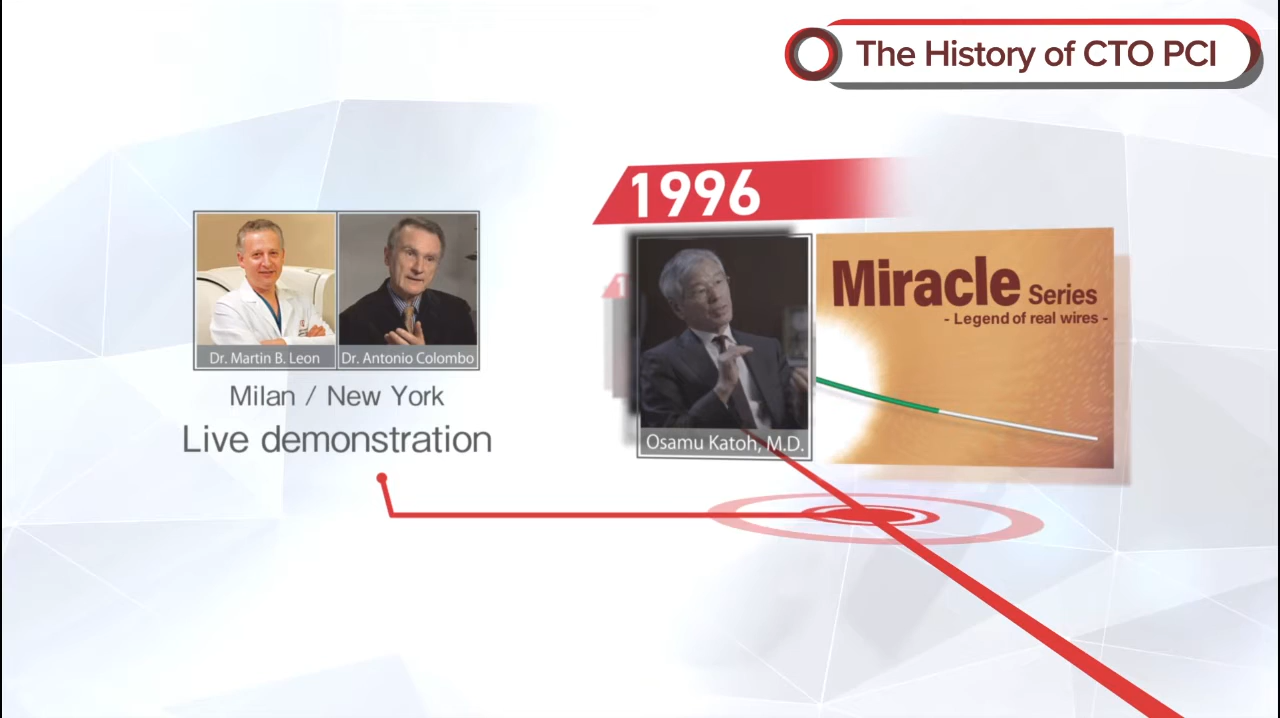 The History of CTO PCI
1996
Miracle Series
- Legend of real wires -
Dr. Martin B. Leon
Dr. Antonio Colombo
Milan / New York
Live demonstration
Osamu Katoh, M.D.